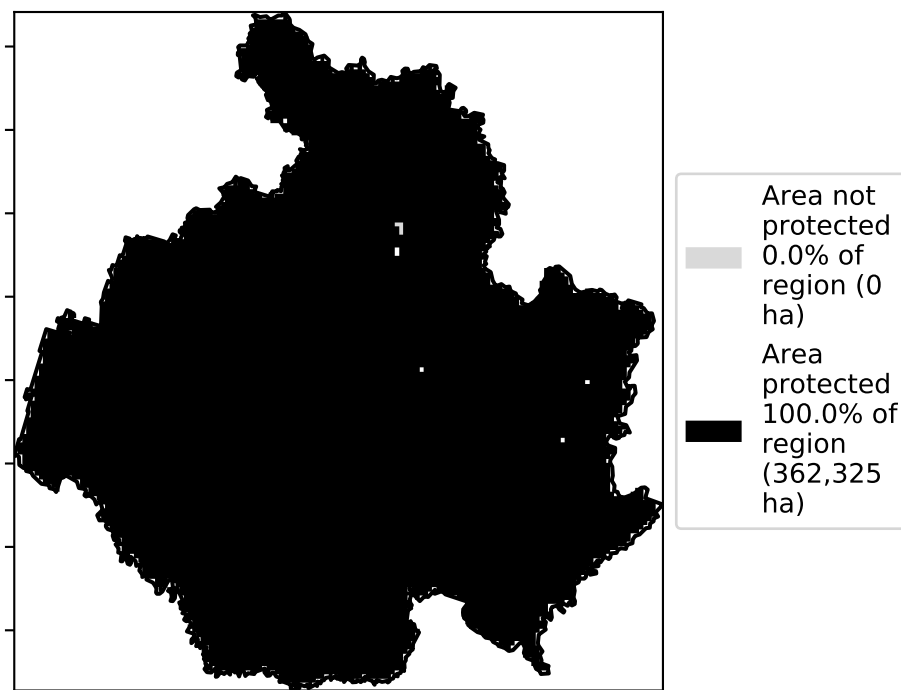 Area not
protected
0.0% of
region (0
ha)
Area
protected
100.0% of
region
(362,325
ha)